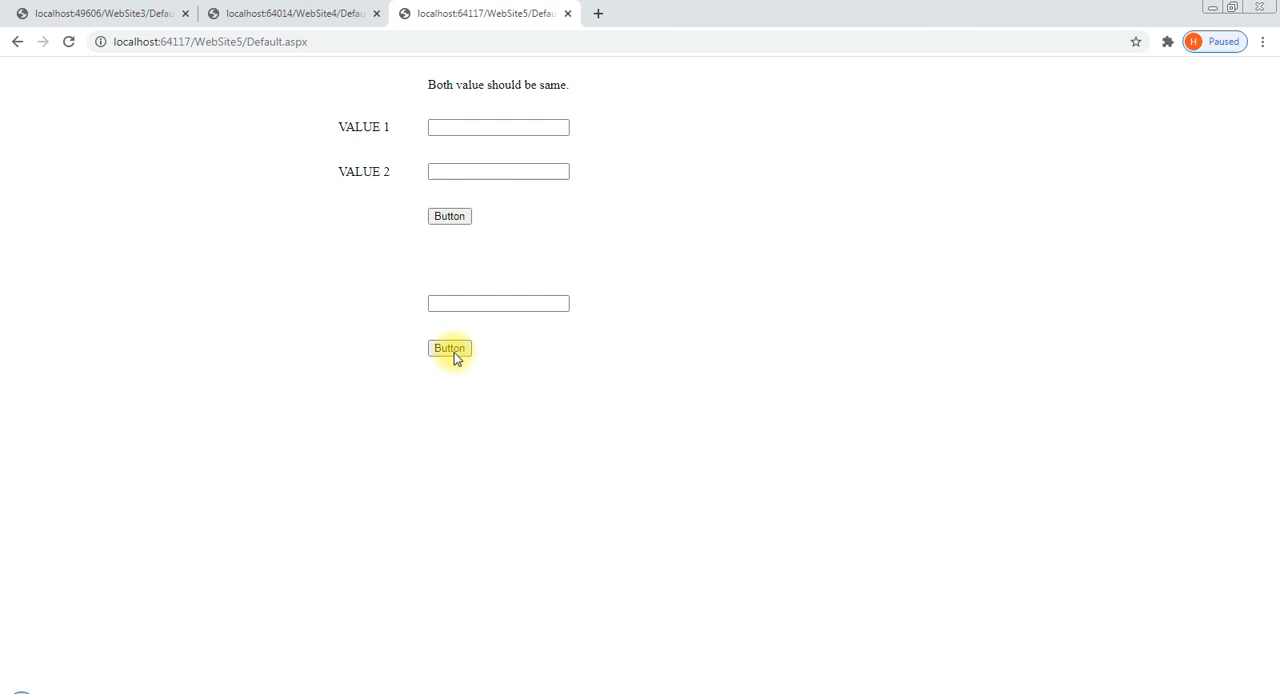 localhost:49606/WebSite3/Defau
localhost:64014/WebSite4/Defau
localhost:64117/WebSite5/Defau
localhost:64117/WebSite5/Default.aspx
H Paused
Both value should be same.
VALUE 1
VALUE 2
Button
Button